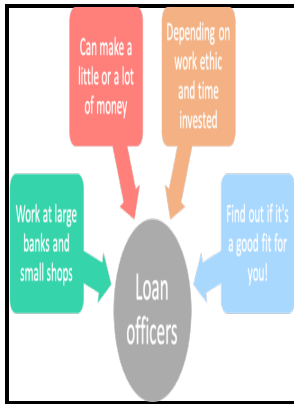 Can make a
little or a lot
of money
Depending on
work ethic
and time
invested
Work at large
banks and
small shops
Find out if it's
a good fit for
you!
Loan
officers